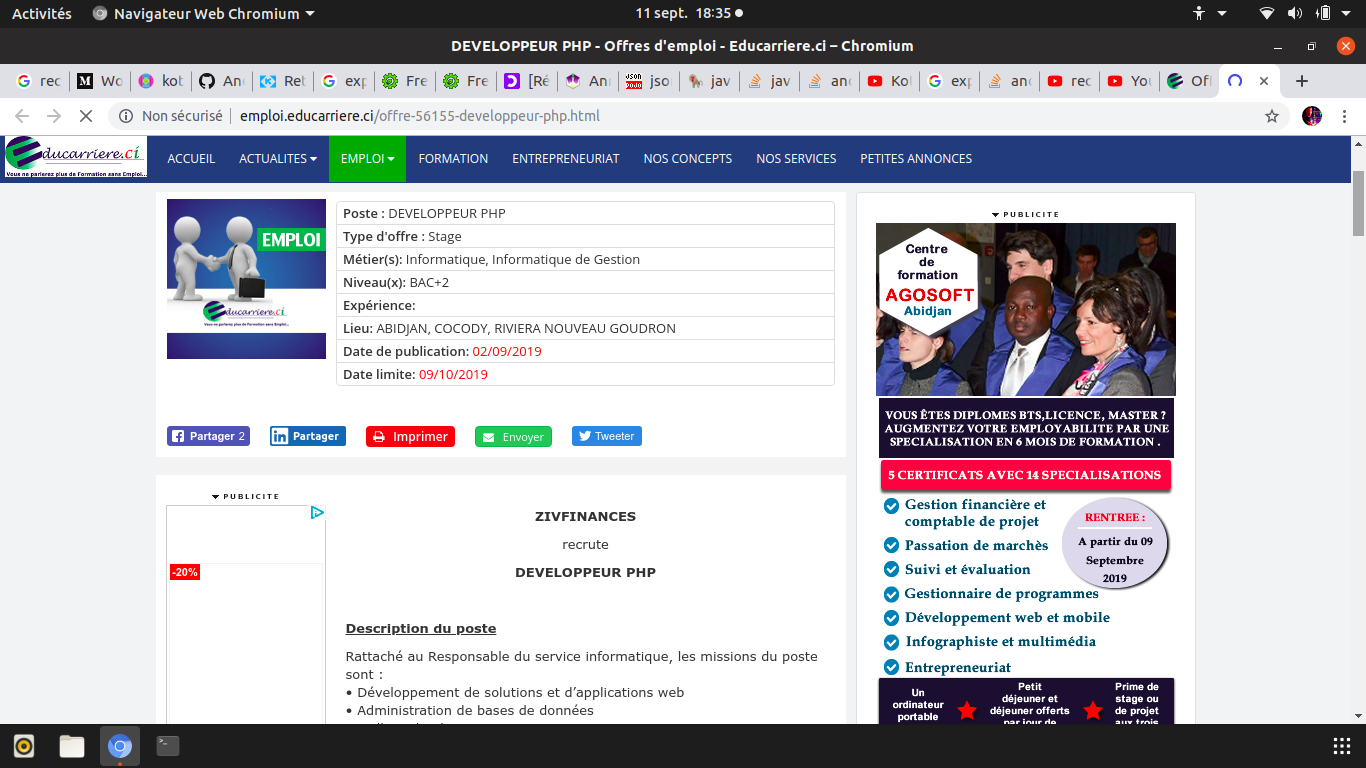 Activités
Navigateur Web Chromium
11 sept. 18:35
DEVELOPPEUR PHP - Offres d'emploi - Educarriere.ci – Chromium
rec
Wo
kot
An
Ret
exp
Fre
Fre
[Ré
Ani
jso
jav
jav
anc
Kol
exp
anc
rec
You
Off
Non sécurisé
emploi.educarriere.ci/offre-56155-developpeur-php.html
ducarriere.ci
Vous ne parlerez plus de Formation sans Emploi...
ACCUEIL
ACTUALITES
EMPLOI
FORMATION
ENTREPRENEURIAT
NOS CONCEPTS
NOS SERVICES
PETITES ANNONCES
EMPLOI
ducarriere.ci
Vous ne parlerez plus de Formation sans Emploi...
Poste : DEVELOPPEUR PHP
Type d'offre : Stage
Métier(s): Informatique, Informatique de Gestion
Niveau(x): BAC+2
Expérience:
Lieu: ABIDJAN, COCODY, RIVIERA NOUVEAU GOUDRON
Date de publication: 02/09/2019
Date limite: 09/10/2019
Partager 2
Partager
Imprimer
Envoyer
Tweeter
PUBLICITE
-20%
ZIVFINANCES
recrute
DEVELOPPEUR PHP
Description du poste
Rattaché au Responsable du service informatique, les missions du poste
sont :
• Développement de solutions et d’applications web
• Administration de bases de données
PUBLICITE
Centre
de
formation
AGOSOFT
Abidjan
VOUS ÊTES DIPLOMES BTS,LICENCE, MASTER ?
AUGMENTEZ VOTRE EMPLOYABILITE PAR UNE
SPECIALISATION EN 6 MOIS DE FORMATION .
5 CERTIFICATS AVEC 14 SPECIALISATIONS
Gestion financière et
comptable de projet
Passation de marchès
Suivi et évaluation
Gestionnaire de programmes
Développement web et mobile
Infographiste et multimédia
Entrepreneuriat
RENTREE :
A partir du 09
Septembre
2019
Un
ordinateur
portable
Petit
déjeuner et
déjeuner offerts
par jour de
Prime de
stage ou
de projet
aux trois